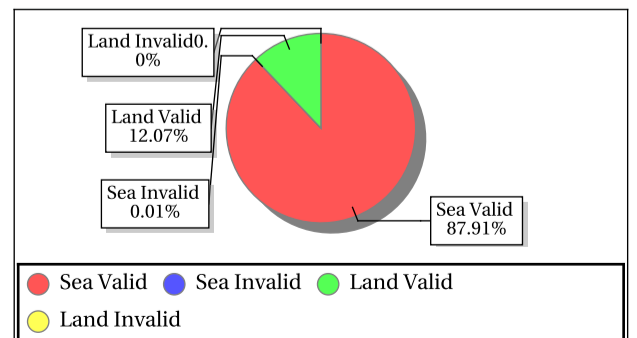 Land Invalid0.
0%
Land Valid
12.07%
Sea Invalid
0.01%
Sea Valid
87.91%
Sea Valid Sea Invalid Land Valid
Land Invalid